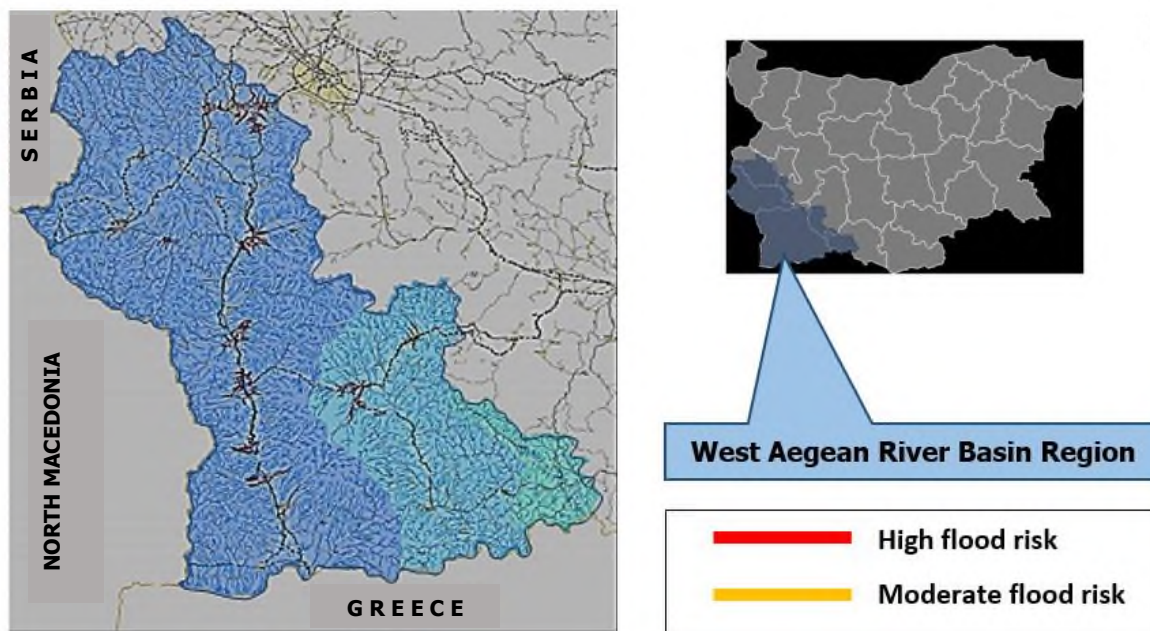 SERBIA
NORTH MACEDONIA
GREECE
West Aegean River Basin Region
High flood risk
Moderate flood risk